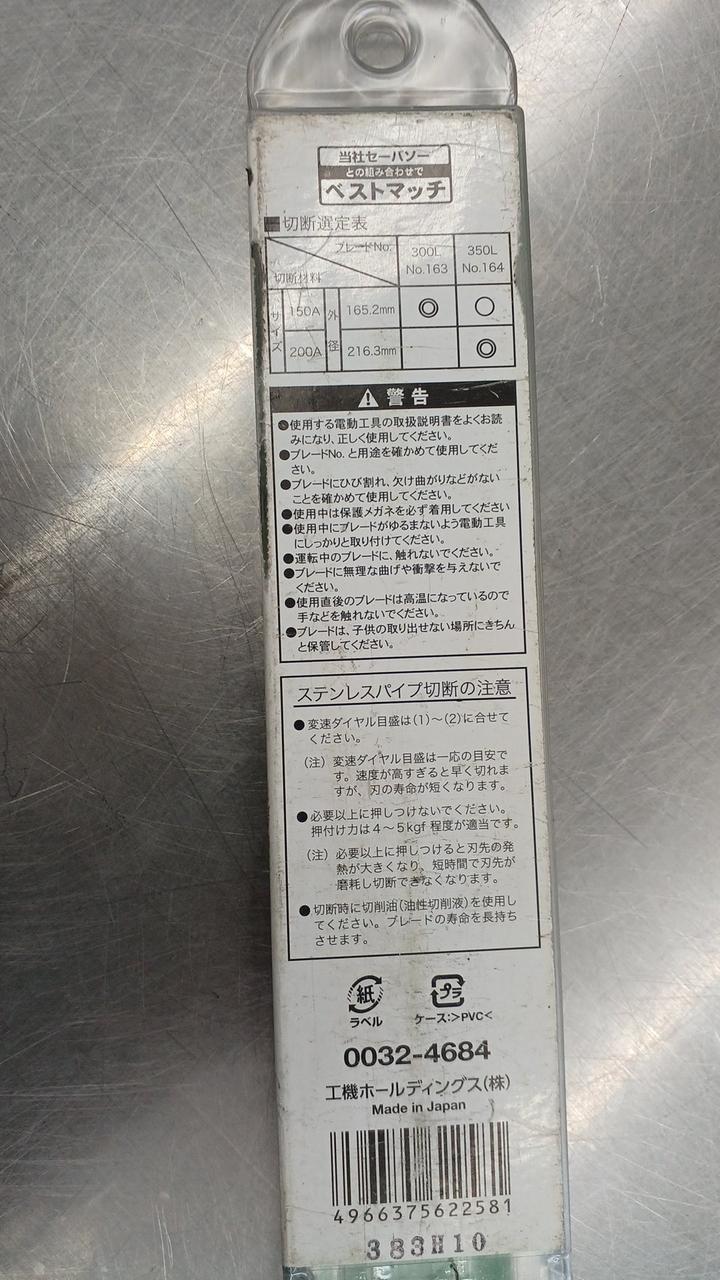 当社セーバソー
との組み合わせで
ベストマッチ
■切断選定表
ブレードNo. 300L No.163 350L No.164
切断材料
サイズ 150A 外径 165.2mm ◎ ○
200A 216.3mm ◎
⚠警告
●使用する電動工具の取扱説明書をよくお読
みになり、正しく使用してください。
●ブレードNo. と用途を確かめて使用してくだ
さい。
●ブレードにひび割れ、欠け曲がりなどがない
ことを確かめて使用してください。
●使用中は保護メガネを必ず着用してください
●使用中にブレードがゆるまないよう電動工具
にしっかりと取り付けてください。
●運転中のブレードに、触れないでください。
●ブレードに無理な曲げや衝撃を与えないで
ください。
●使用直後のブレードは高温になっているので
手などを触れないでください。
●ブレードは、子供の取り出せない場所にきちん
と保管してください。
ステンレスパイプ切断の注意
●変速ダイヤル目盛は(1)～(2)に合せて
ください。
(注) 変速ダイヤル目盛は一応の目安で
す。速度が高すぎると早く切れま
すが、刃の寿命が短くなります。
●必要以上に押しつけないでください。
押付け力は4～5kgf 程度が適当です。
(注) 必要以上に押しつけると刃先の発
熱が大きくなり、短時間で刃先が
磨耗し切断できなくなります。
●切断時に切削油(油性切削液)を使用し
てください。ブレードの寿命を長持ち
させます。
紙 プラ
ラベル ケース:>PVC<
0032-4684
工機ホールディングス(株)
Made in Japan
4966375622581
383H10